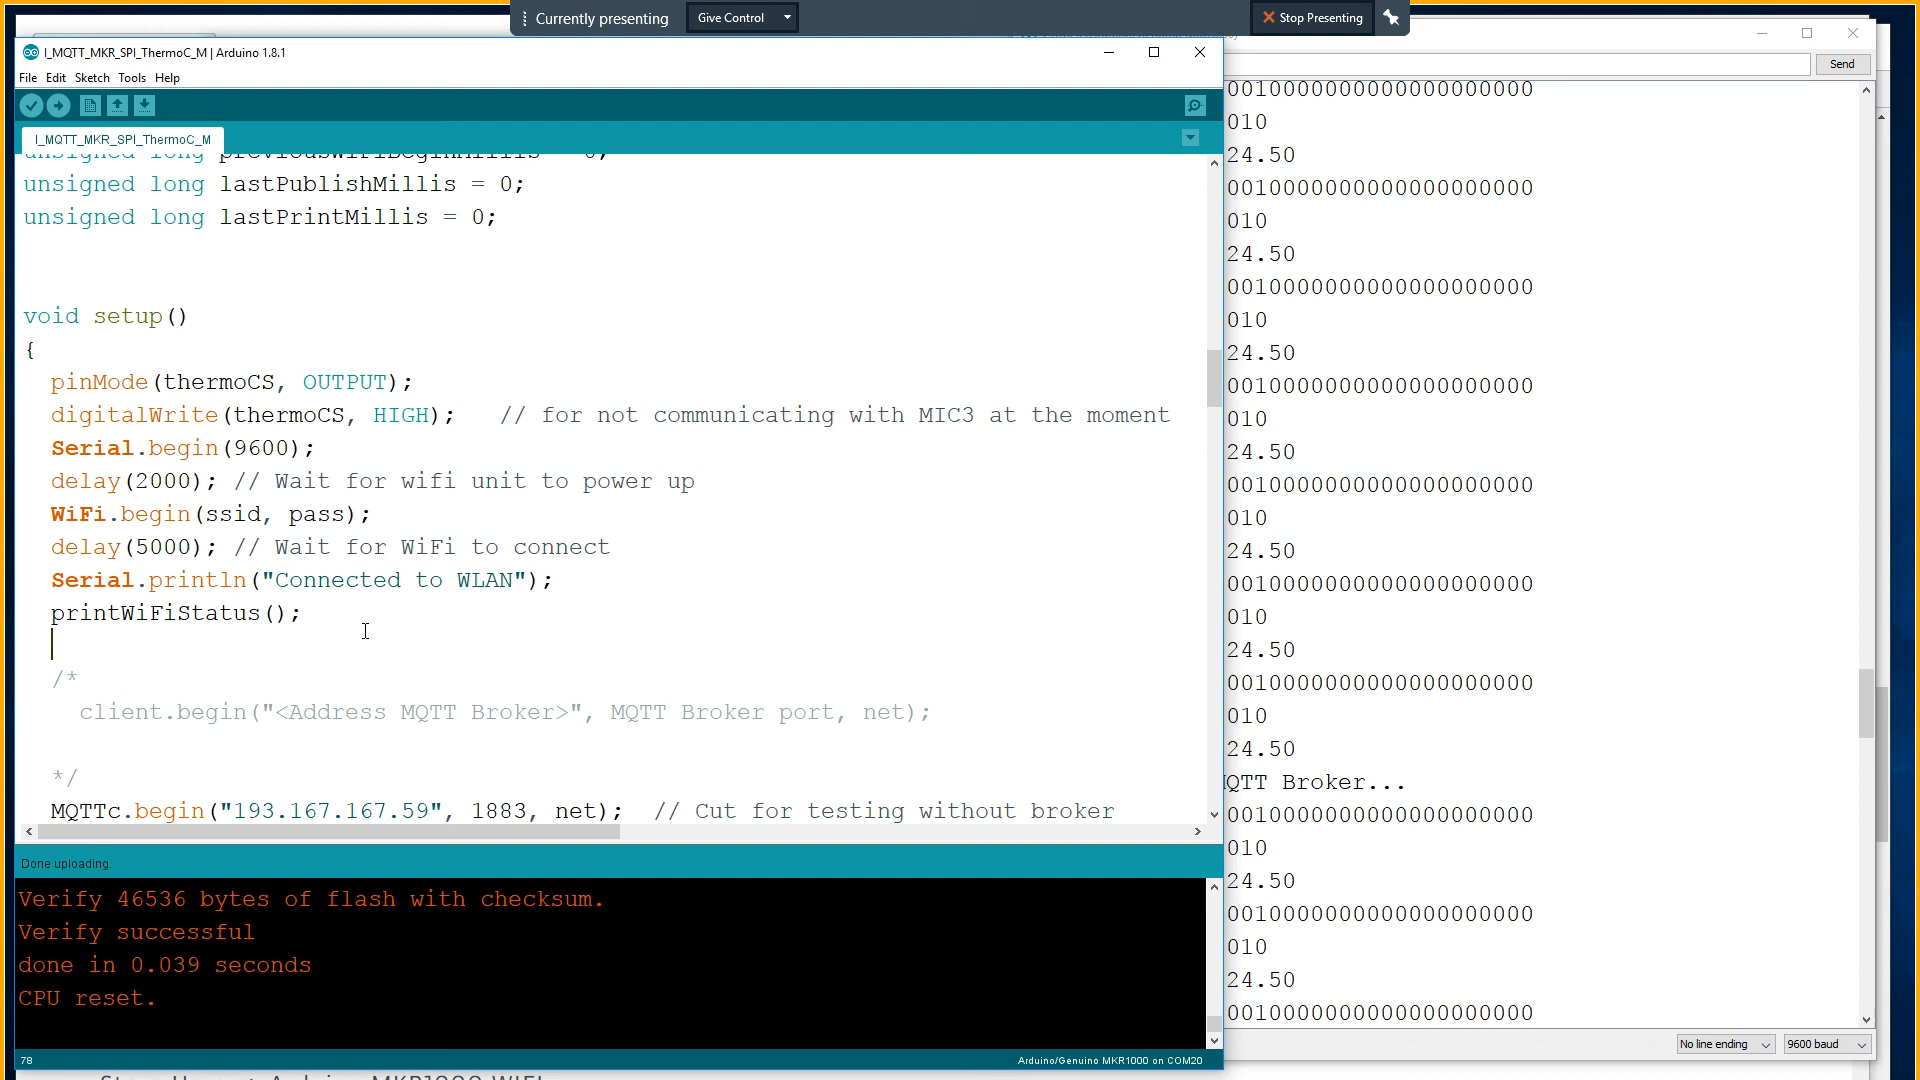 Currently presenting
Give Control
Stop Presenting
I_MQTT_MKR_SPI_ThermoC_M | Arduino 1.8.1
File Edit Sketch Tools Help
I_MQTT_MKR_SPI_ThermoC_M
unsigned long previousWiFiBeginMillis = 0;
unsigned long lastPublishMillis = 0;
unsigned long lastPrintMillis = 0;
void setup()
{
pinMode(thermoCS, OUTPUT);
digitalWrite(thermoCS, HIGH); // for not communicating with MIC3 at the moment
Serial.begin(9600);
delay(2000); // Wait for wifi unit to power up
WiFi.begin(ssid, pass);
delay(5000); // Wait for WiFi to connect
Serial.println("Connected to WLAN");
printWiFiStatus();
/*
client.begin("<Address MQTT Broker>", MQTT Broker port, net);
*/
MQTTc.begin("193.167.167.59", 1883, net); // Cut for testing without broker
Done uploading.
Verify 46536 bytes of flash with checksum.
Verify successful
done in 0.039 seconds
CPU reset.
78
Arduino/Genuino MKR1000 on COM20
Send
0010000000000000000000
010
24.50
0010000000000000000000
010
24.50
0010000000000000000000
010
24.50
0010000000000000000000
010
24.50
0010000000000000000000
010
24.50
0010000000000000000000
010
24.50
0010000000000000000000
010
24.50
MQTT Broker...
0010000000000000000000
010
24.50
0010000000000000000000
010
24.50
0010000000000000000000
No line ending
9600 baud
Arduino MKR1000 WIFI